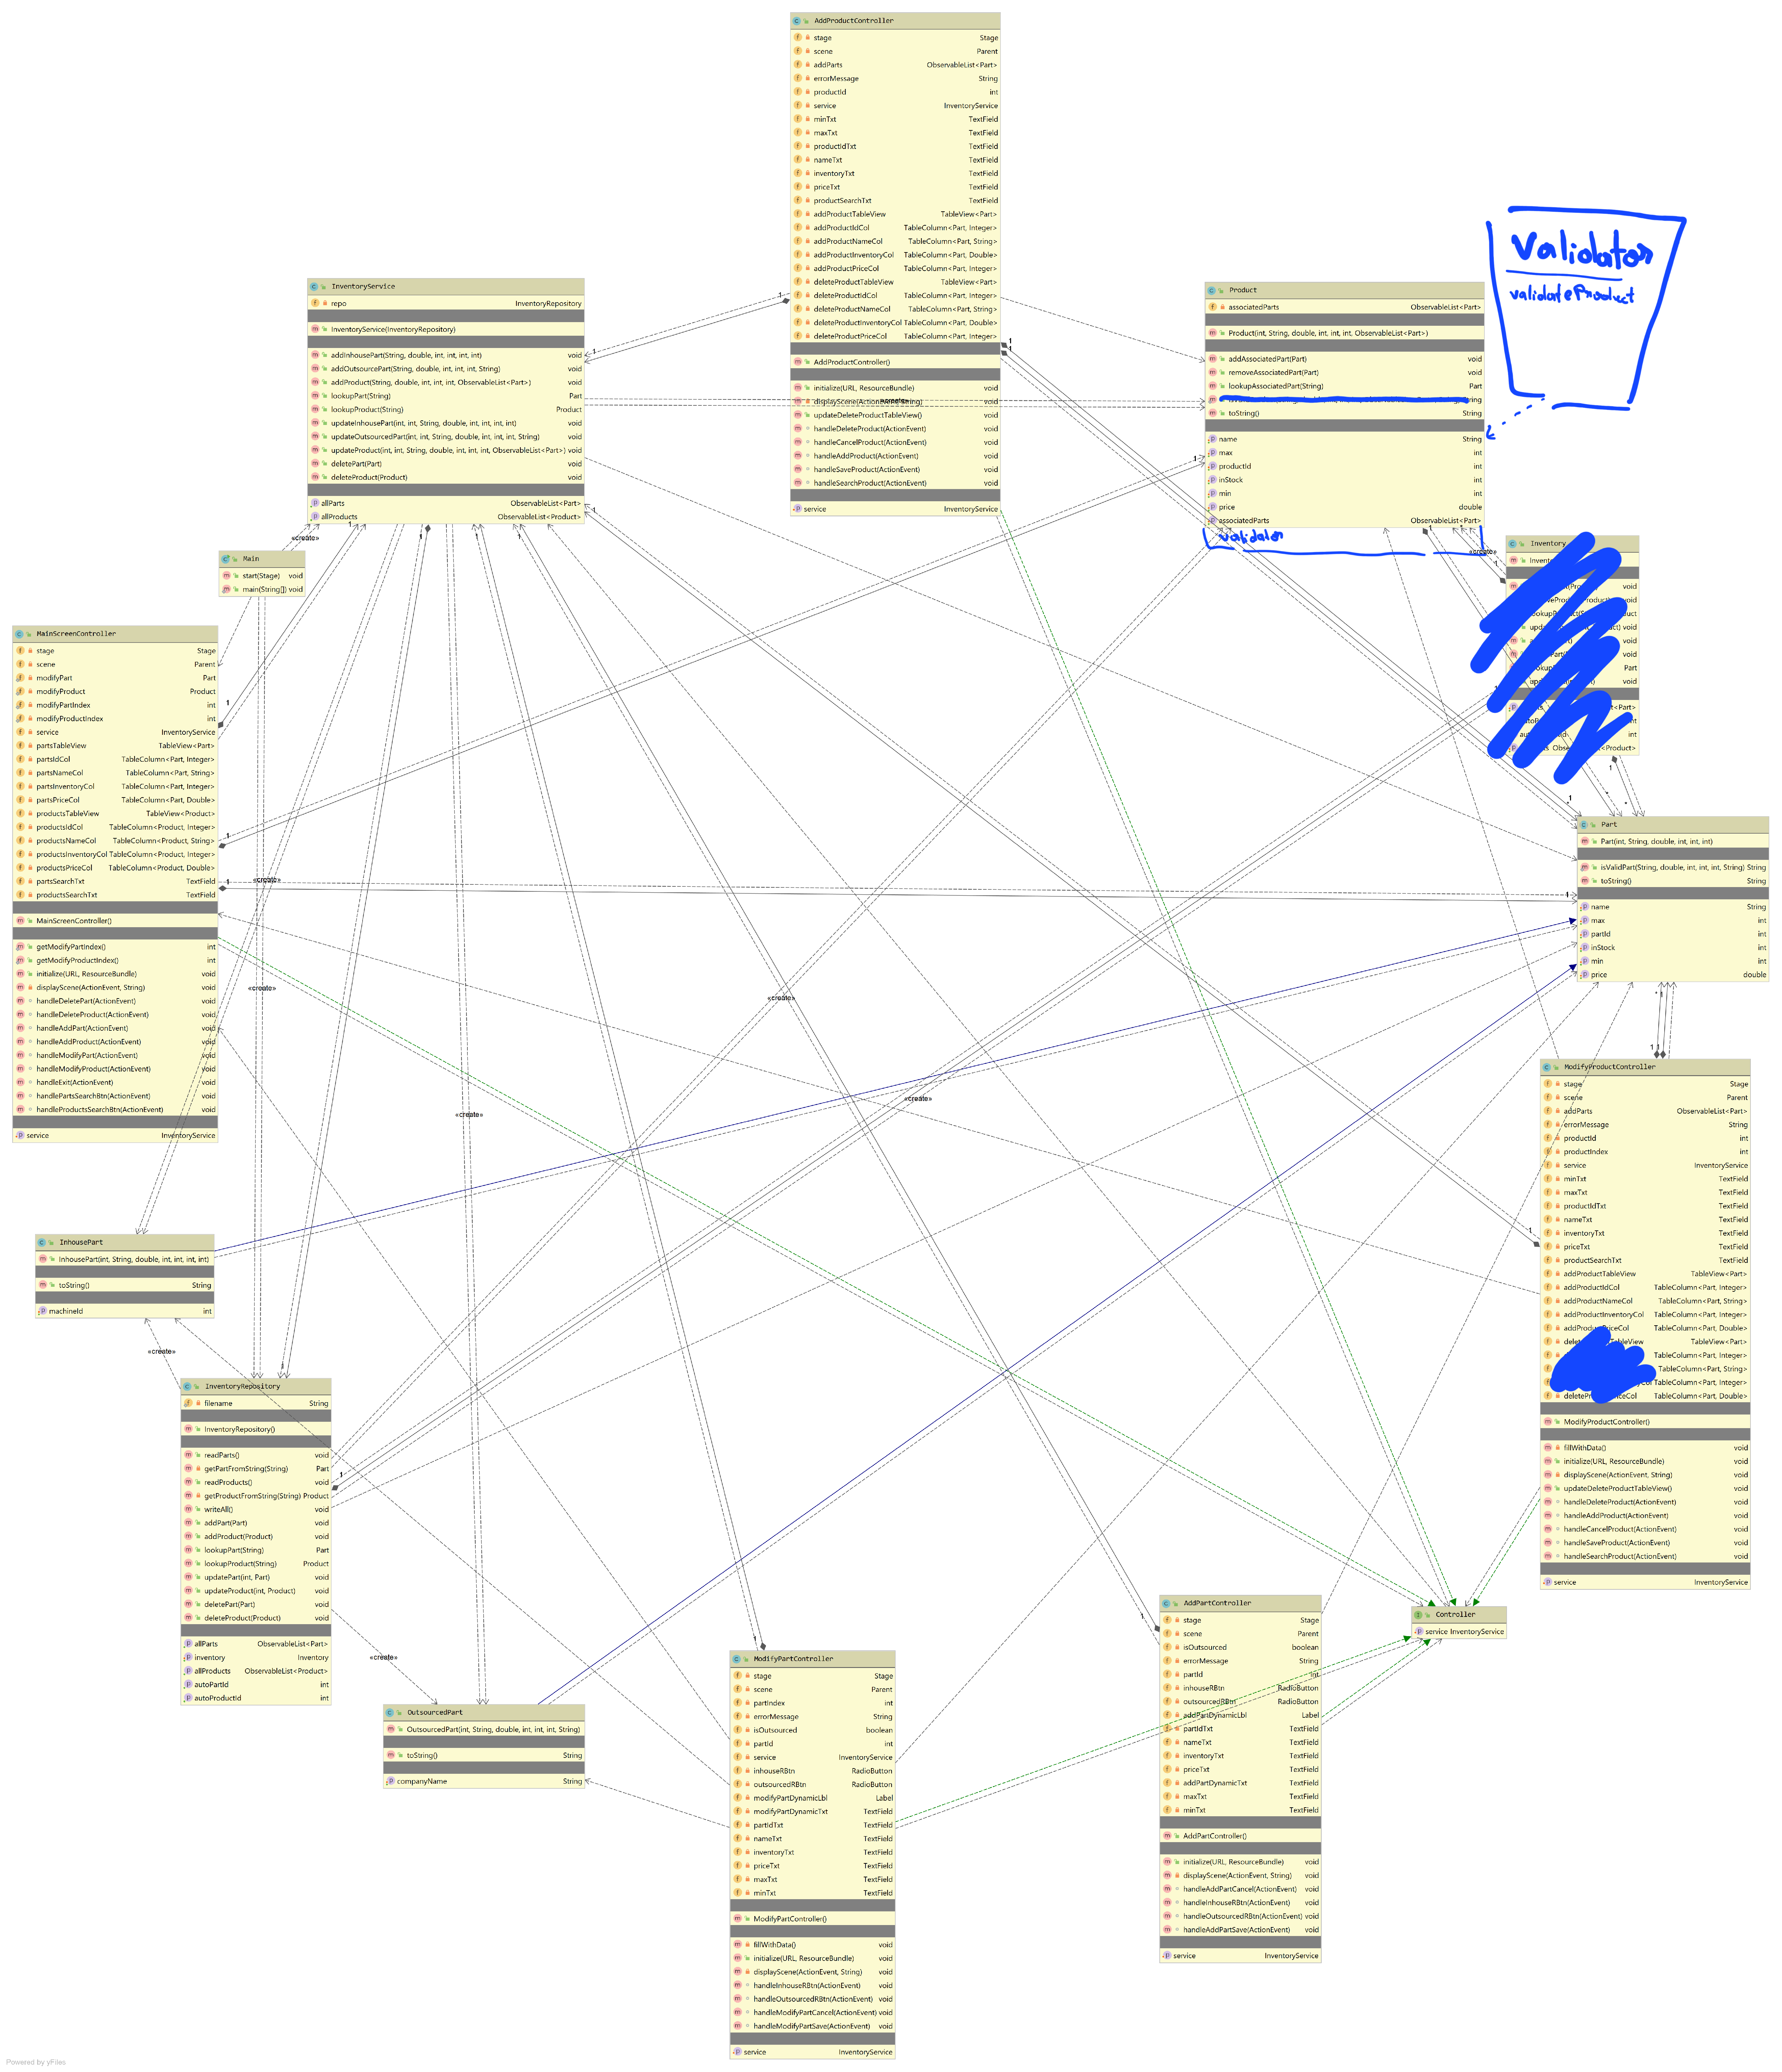 AddProductController
stage Stage
scene Parent
addParts ObservableList<Part>
errorMessage String
productId int
service InventoryService
minTxt TextField
maxTxt TextField
productIdTxt TextField
nameTxt TextField
inventoryTxt TextField
priceTxt TextField
productSearchTxt TextField
addProductTableView TableView<Part>
addProductIdCol TableColumn<Part, Integer>
addProductNameCol TableColumn<Part, String>
addProductInventoryCol TableColumn<Part, Double>
addProductPriceCol TableColumn<Part, Integer>
deleteProductTableView TableView<Part>
deleteProductIdCol TableColumn<Part, Integer>
deleteProductNameCol TableColumn<Part, String>
deleteProductInventoryCol TableColumn<Part, Double>
deleteProductPriceCol TableColumn<Part, Integer>
AddProductController()
initialize(URL, ResourceBundle) void
displayScene(ActionEvent, String) void
updateDeleteProductTableView() void
handleDeleteProduct(ActionEvent) void
handleCancelProduct(ActionEvent) void
handleAddProduct(ActionEvent) void
handleSaveProduct(ActionEvent) void
handleSearchProduct(ActionEvent) void
service InventoryService
Validator
validateProduct
InventoryService
repo InventoryRepository
InventoryService(InventoryRepository)
addInhousePart(String, double, int, int, int, int) void
addOutsourcePart(String, double, int, int, int, String) void
addProduct(String, double, int, int, int, ObservableList<Part>) void
lookupPart(String) Part
lookupProduct(String) Product
updateInhousePart(int, int, String, double, int, int, int, int) void
updateOutsourcedPart(int, int, String, double, int, int, int, String) void
updateProduct(int, int, String, double, int, int, int, ObservableList<Part>) void
deletePart(Part) void
deleteProduct(Product) void
allParts ObservableList<Part>
allProducts ObservableList<Product>
Product
associatedParts ObservableList<Part>
Product(int, String, double, int, int, int, ObservableList<Part>)
addAssociatedPart(Part) void
removeAssociatedPart(Part) void
lookupAssociatedPart(String) Part
toString() String
name String
max int
productId int
inStock int
min int
price double
associatedParts ObservableList<Part>
validator
Inventory
void
void
void
void
void
Part
void
int
int
Main
start(Stage) void
main(String[]) void
MainScreenController
stage Stage
scene Parent
modifyPart Part
modifyProduct Product
modifyPartIndex int
modifyProductIndex int
service InventoryService
partsTableView TableView<Part>
partsIdCol TableColumn<Part, Integer>
partsNameCol TableColumn<Part, String>
partsInventoryCol TableColumn<Part, Integer>
partsPriceCol TableColumn<Part, Double>
productsTableView TableView<Product>
productsIdCol TableColumn<Product, Integer>
productsNameCol TableColumn<Product, String>
productsInventoryCol TableColumn<Product, Integer>
productsPriceCol TableColumn<Product, Double>
partsSearchTxt TextField
productsSearchTxt TextField
MainScreenController()
getModifyPartIndex() int
getModifyProductIndex() int
initialize(URL, ResourceBundle) void
displayScene(ActionEvent, String) void
handleDeletePart(ActionEvent) void
handleDeleteProduct(ActionEvent) void
handleAddPart(ActionEvent) void
handleAddProduct(ActionEvent) void
handleModifyPart(ActionEvent) void
handleModifyProduct(ActionEvent) void
handleExit(ActionEvent) void
handlePartsSearchBtn(ActionEvent) void
handleProductsSearchBtn(ActionEvent) void
service InventoryService
Part
Part(int, String, double, int, int, int)
isValidPart(String, double, int, int, int, String) String
toString() String
name String
max int
partId int
inStock int
min int
price double
ModifyProductController
stage Stage
scene Parent
addParts ObservableList<Part>
errorMessage String
productId int
productIndex int
service InventoryService
minTxt TextField
maxTxt TextField
productIdTxt TextField
nameTxt TextField
inventoryTxt TextField
priceTxt TextField
productSearchTxt TextField
addProductTableView TableView<Part>
addProductIdCol TableColumn<Part, Integer>
addProductNameCol TableColumn<Part, String>
addProductInventoryCol TableColumn<Part, Integer>
TableColumn<Part, Double>
TableView<Part>
TableColumn<Part, Integer>
TableColumn<Part, String>
TableColumn<Part, Integer>
TableColumn<Part, Double>
ModifyProductController()
fillWithData() void
initialize(URL, ResourceBundle) void
displayScene(ActionEvent, String) void
updateDeleteProductTableView() void
handleDeleteProduct(ActionEvent) void
handleAddProduct(ActionEvent) void
handleCancelProduct(ActionEvent) void
handleSaveProduct(ActionEvent) void
handleSearchProduct(ActionEvent) void
service InventoryService
InhousePart
InhousePart(int, String, double, int, int, int, int)
toString() String
machineId int
InventoryRepository
filename String
InventoryRepository()
readParts() void
getPartFromString(String) Part
readProducts() void
getProductFromString(String) Product
writeAll() void
addPart(Part) void
addProduct(Product) void
lookupPart(String) Part
lookupProduct(String) Product
updatePart(int, Part) void
updateProduct(int, Product) void
deletePart(Part) void
deleteProduct(Product) void
allParts ObservableList<Part>
inventory Inventory
allProducts ObservableList<Product>
autoPartId int
autoProductId int
OutsourcedPart
OutsourcedPart(int, String, double, int, int, int, String)
toString() String
companyName String
ModifyPartController
stage Stage
scene Parent
partIndex int
errorMessage String
isOutsourced boolean
partId int
service InventoryService
inhouseRBtn RadioButton
outsourcedRBtn RadioButton
modifyPartDynamicLbl Label
modifyPartDynamicTxt TextField
partIdTxt TextField
nameTxt TextField
inventoryTxt TextField
priceTxt TextField
maxTxt TextField
minTxt TextField
ModifyPartController()
fillWithData() void
initialize(URL, ResourceBundle) void
displayScene(ActionEvent, String) void
handleInhouseRBtn(ActionEvent) void
handleOutsourcedRBtn(ActionEvent) void
handleModifyPartCancel(ActionEvent) void
handleModifyPartSave(ActionEvent) void
service InventoryService
AddPartController
stage Stage
scene Parent
isOutsourced boolean
errorMessage String
partId int
inhouseRBtn RadioButton
outsourcedRBtn RadioButton
addPartDynamicLbl Label
partIdTxt TextField
nameTxt TextField
inventoryTxt TextField
priceTxt TextField
addPartDynamicTxt TextField
maxTxt TextField
minTxt TextField
AddPartController()
initialize(URL, ResourceBundle) void
displayScene(ActionEvent, String) void
handleAddPartCancel(ActionEvent) void
handleInhouseRBtn(ActionEvent) void
handleOutsourcedRBtn(ActionEvent) void
handleAddPartSave(ActionEvent) void
service InventoryService
Controller
service InventoryService
«create»
«create»
«create»
«create»
«create»
«create»
«create»
«create»
«create»
«create»
Powered by yFiles